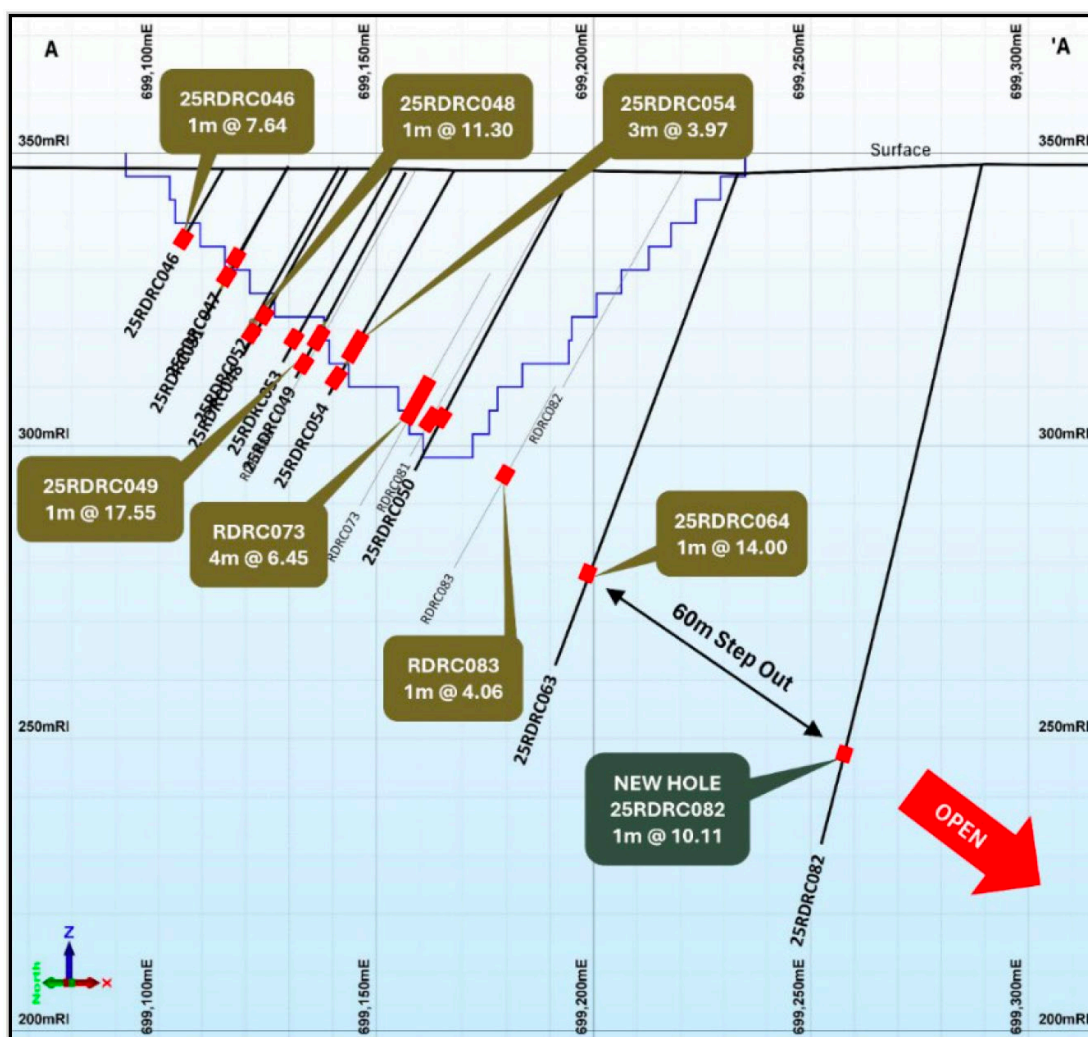 A
'A
699,100mE
699,150mE
699,200mE
699,250mE
699,300mE
25RDRC046
1m @ 7.64
25RDRC048
1m @ 11.30
25RDRC054
3m @ 3.97
350mRl
350mRl
Surface
25RDRC046
25RDRC047
25RDRC052
25RDRC048
25RDRC053
25RDRC049
25RDRC054
RDRC073
RDRC081
25RDRC050
RDRC082
RDRC083
300mRl
300mRl
25RDRC049
1m @ 17.55
RDRC073
4m @ 6.45
25RDRC064
1m @ 14.00
RDRC083
1m @ 4.06
60m Step Out
25RDRC063
250mRl
250mRl
NEW HOLE
25RDRC082
1m @ 10.11
OPEN
25RDRC082
Z
North
X
699,100mE
699,150mE
699,200mE
699,250mE
699,300mE
200mRl
200mRl